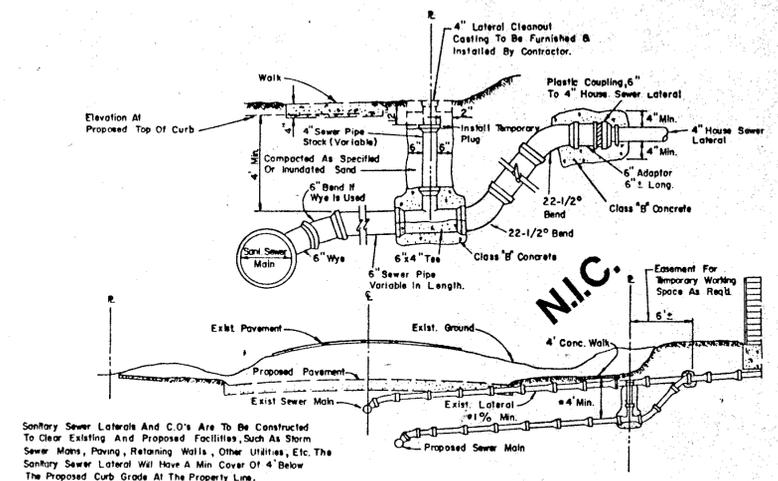 ℄
4" Lateral Cleanout
Casting To Be Furnished &
Installed By Contractor.
Walk
Plastic Coupling, 6"
To 4" House Sewer Lateral
Elevation At
Proposed Top Of Curb
4"
2"
2"
4" Min.
4" Sewer Pipe
Stack (Variable)
Install Temporary
Plug
4" House Sewer
Lateral
6"
6"
4" Min.
4' Min.
Compacted As Specified
Or Inundated Sand
6" Adaptor
6" ± Long.
6" Bend If
Wye Is Used
22-1/2° Bend
Class "B" Concrete
22-1/2° Bend
Sani. Sewer
Main
6" Wye
6"x4" Tee
Class "B" Concrete
6" Sewer Pipe
Variable In Length.
N.I.C.
Easement For
Temporary Working
Space As Req'd.
6' ±
Exist. Pavement
Exist. Ground
4' Conc. Walk
Proposed Pavement
Exist Sewer Main
Exist. Lateral
1% Min.
4' Min.
Proposed Sewer Main
Sanitary Sewer Laterals And C.O's Are To Be Constructed
To Clear Existing And Proposed Facilities, Such As Storm
Sewer Mains, Paving, Retaining Walls, Other Utilities, Etc. The
Sanitary Sewer Lateral Will Have A Min Cover Of 4' Below
The Proposed Curb Grade At The Property Line.